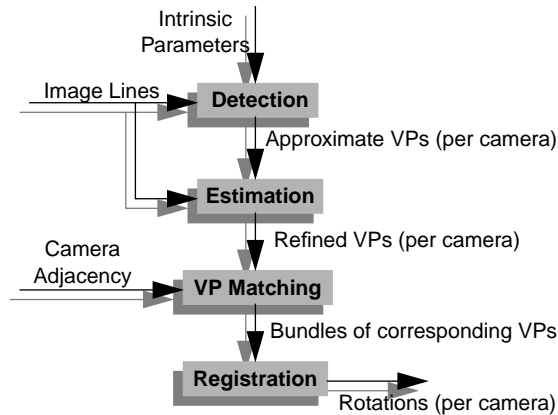 Intrinsic
Parameters
Image Lines
Detection
Approximate VPs (per camera)
Estimation
Refined VPs (per camera)
Camera
Adjacency
VP Matching
Bundles of corresponding VPs
Registration
Rotations (per camera)